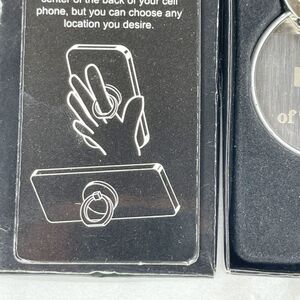 center of the back of your cell
phone, but you can choose any
location you desire.
of